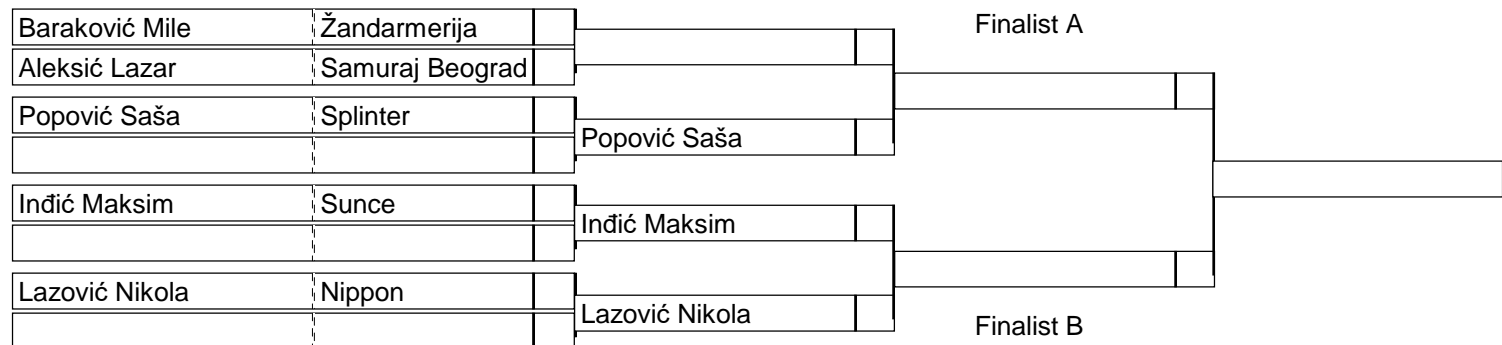 Baraković Mile Žandarmerija
Finalist A
Aleksić Lazar Samuraj Beograd
Popović Saša Splinter
Popović Saša
Inđić Maksim Sunce
Inđić Maksim
Lazović Nikola Nippon
Lazović Nikola
Finalist B